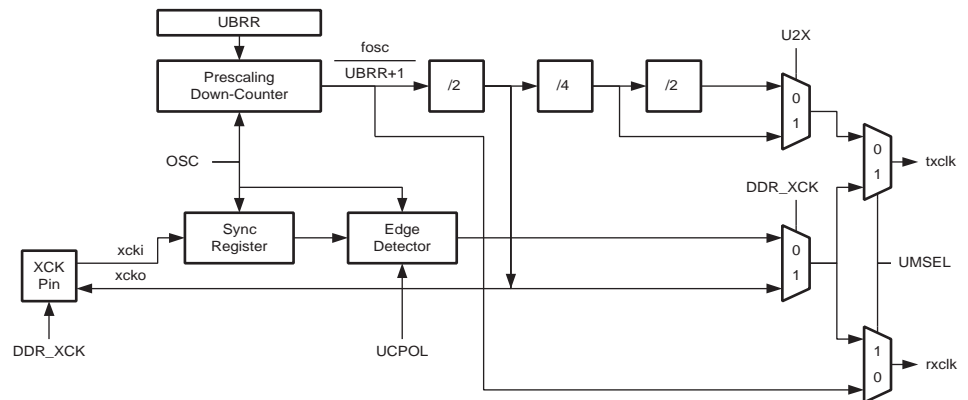 UBRR
fosc
U2X
UBRR+1
Prescaling
Down-Counter
/2
/4
/2
0
1
OSC
0
1
txclk
DDR_XCK
Sync
Register
Edge
Detector
0
1
xcki
XCK
Pin
xcko
UMSEL
DDR_XCK
UCPOL
1
0
rxclk